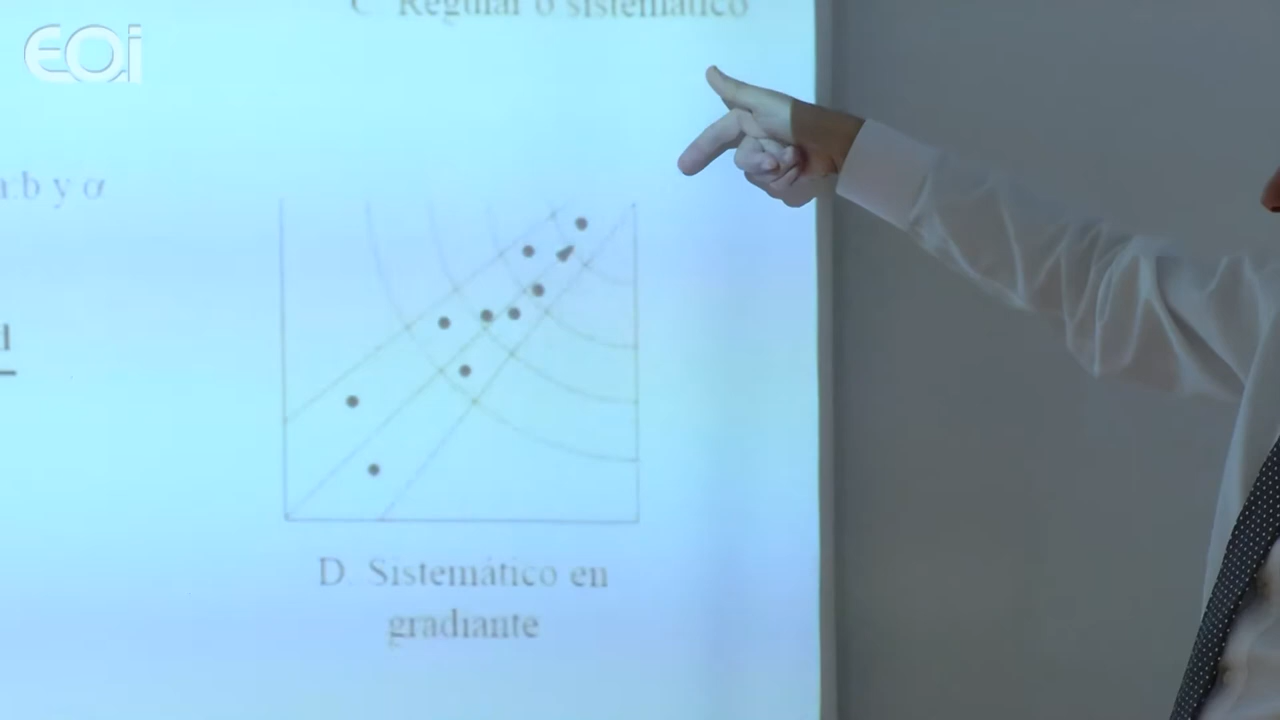 C Regular o sistemático
eoi
a:b y α
d
D. Sistemático en
gradiante